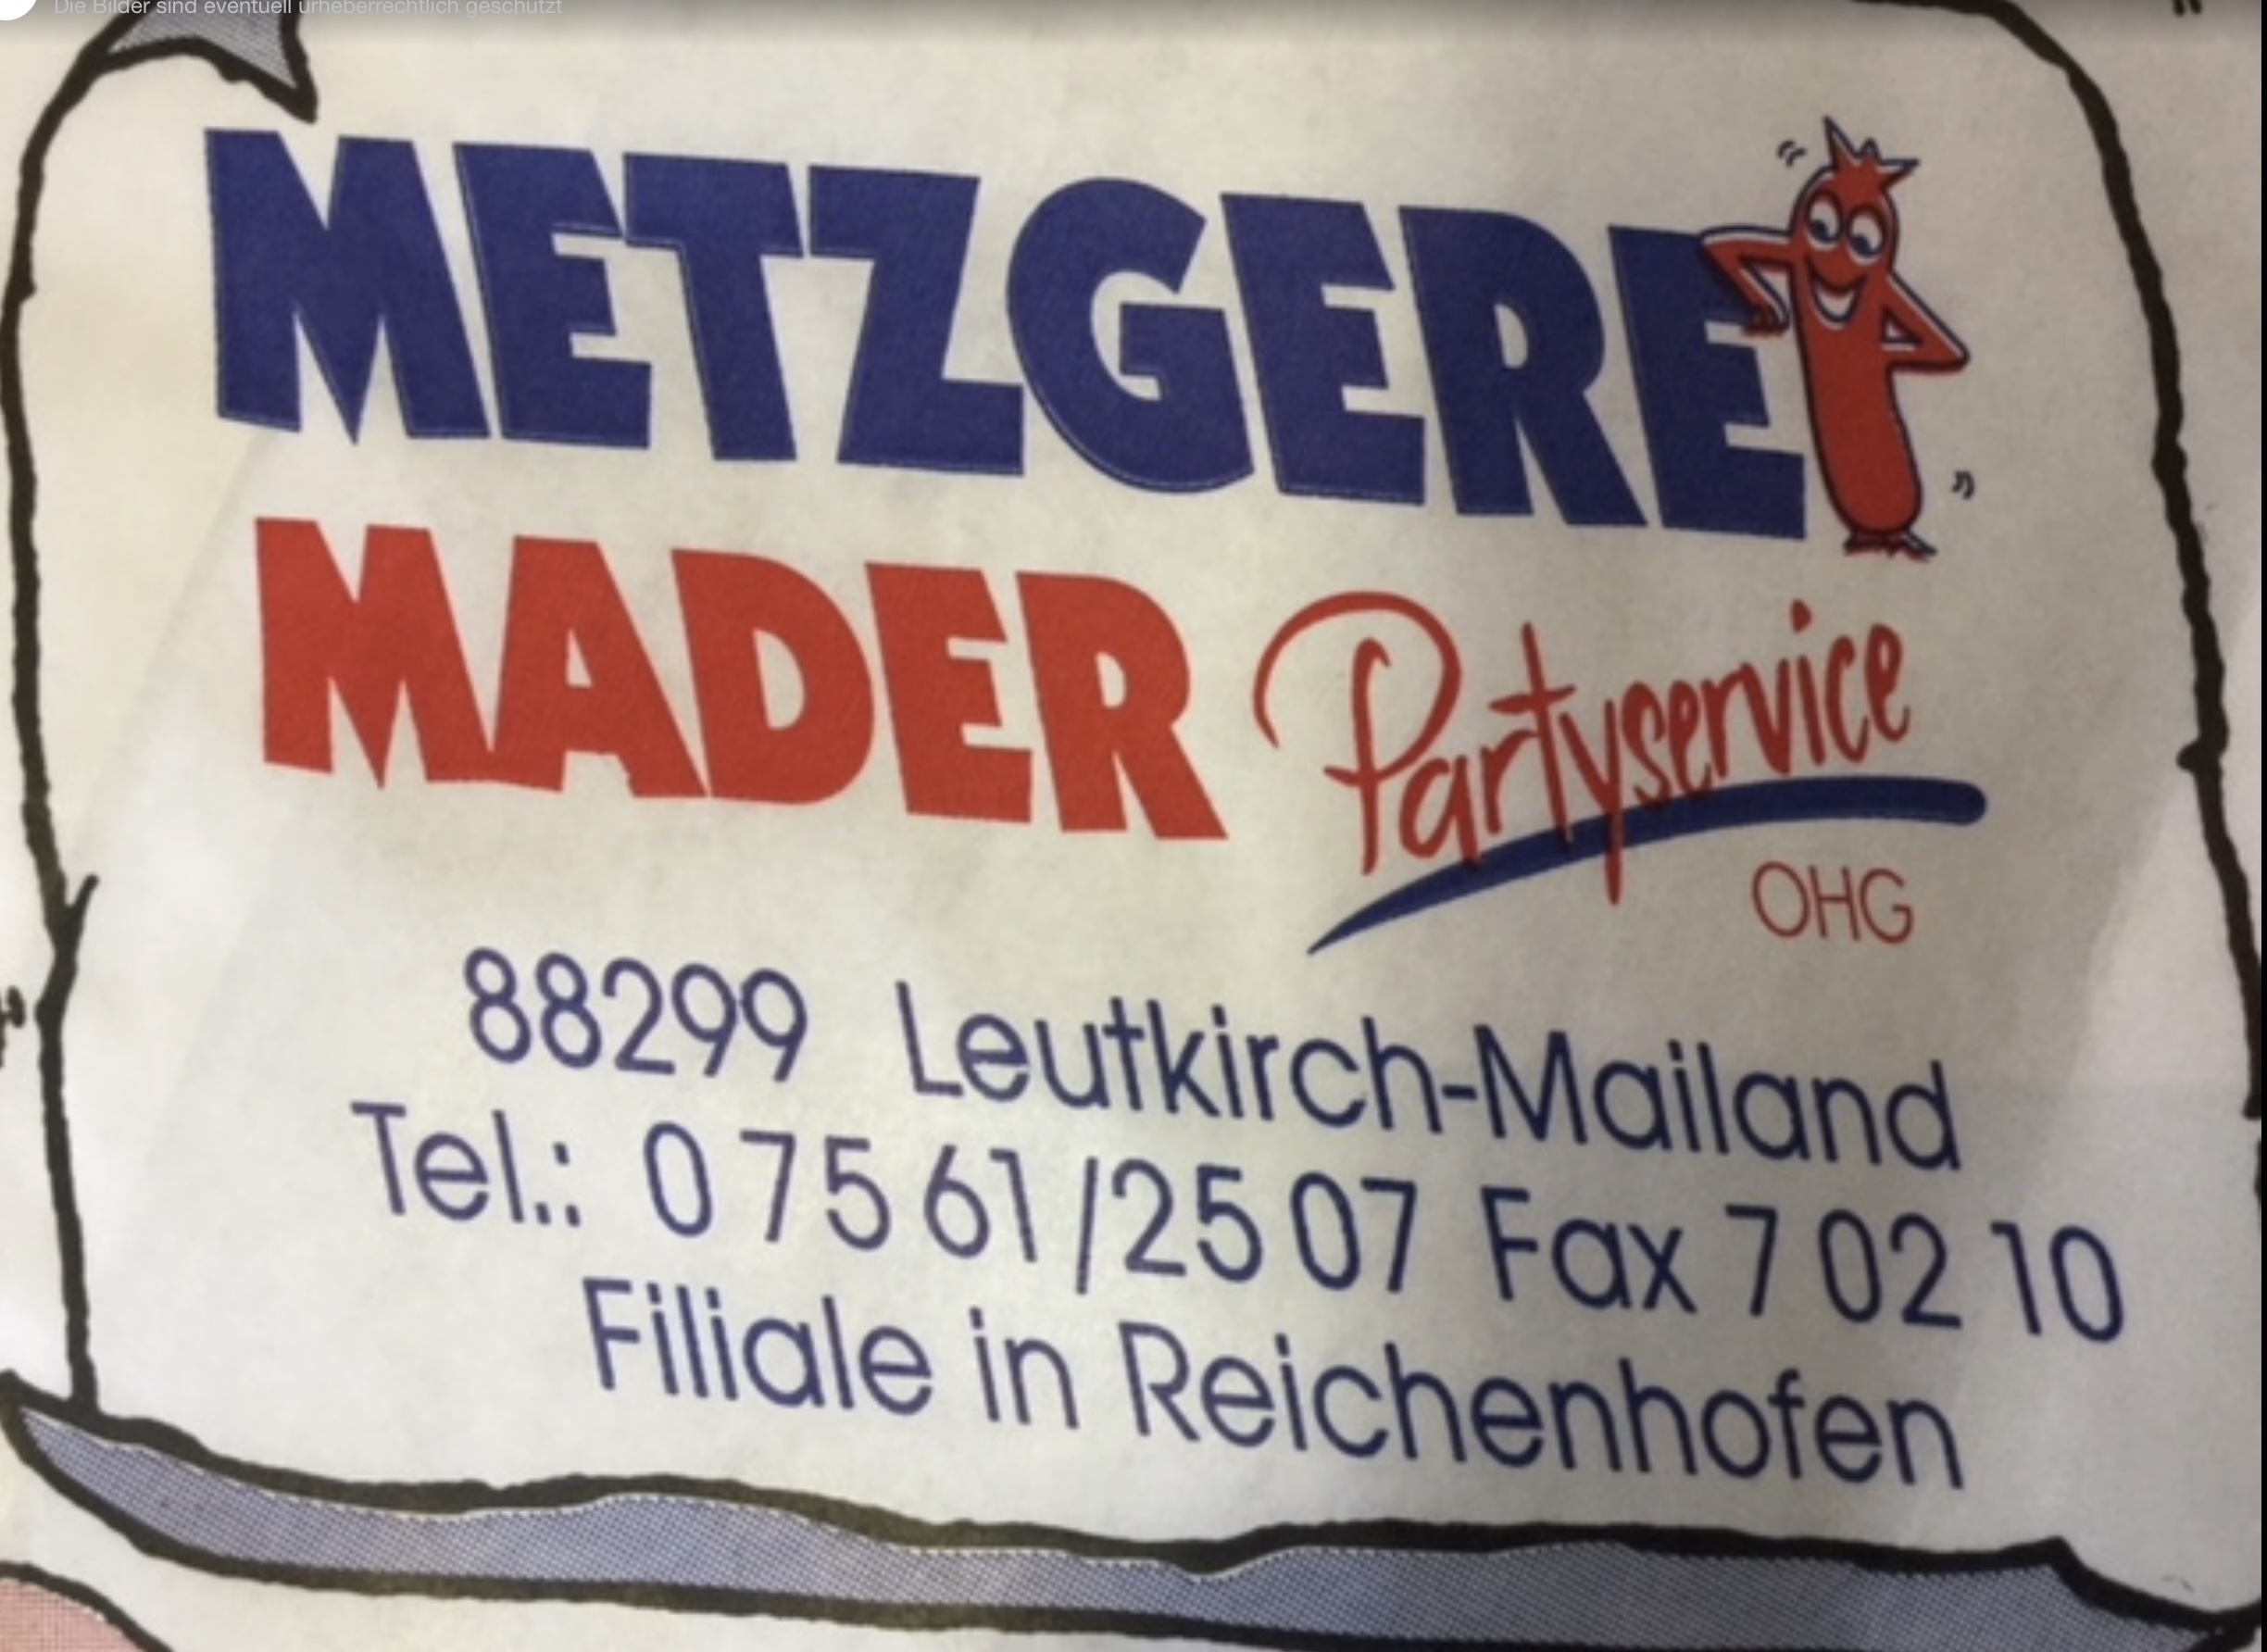 Die Bilder sind eventuell urheberrechtlich geschützt
METZGEREI
MADER Partyservice
OHG
88299 Leutkirch-Mailand
Tel.: 0 75 61/25 07 Fax 7 02 10
Filiale in Reichenhofen